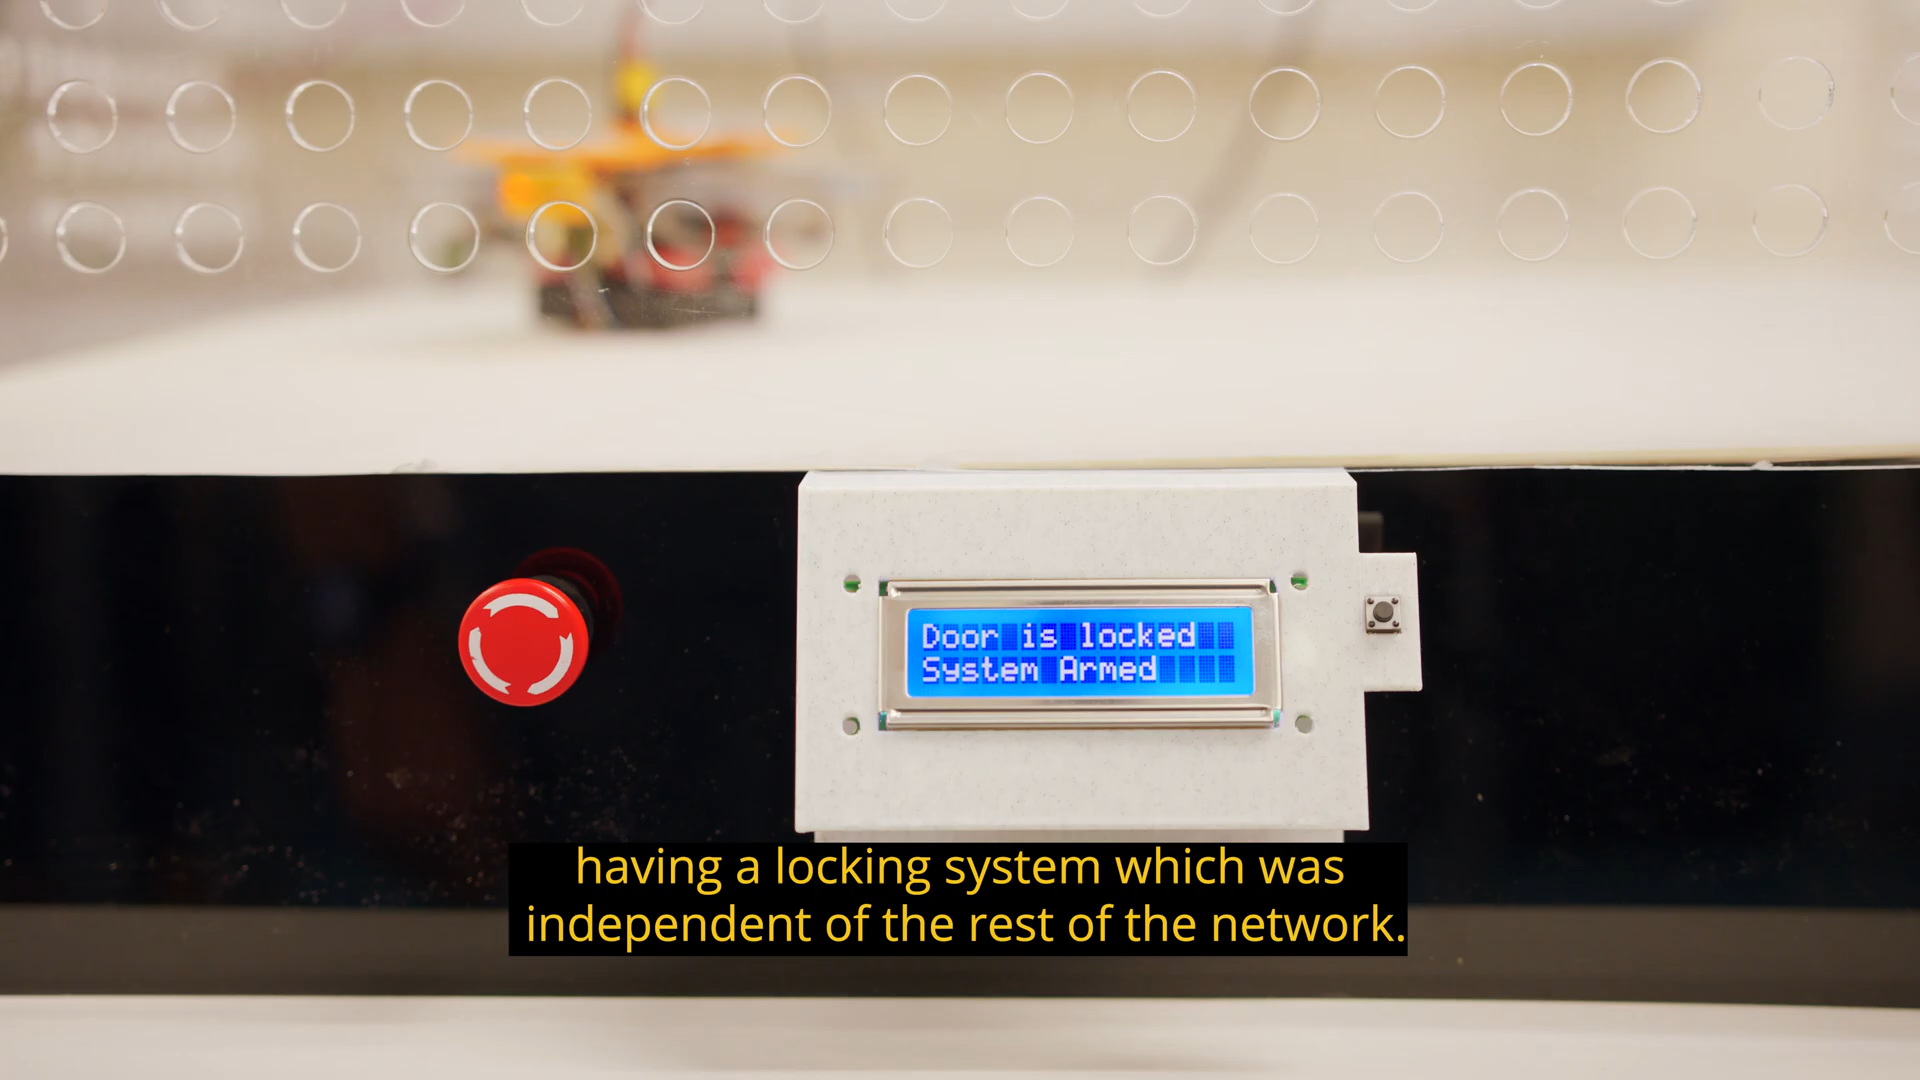 Door is locked
System Armed
having a locking system which was
independent of the rest of the network.